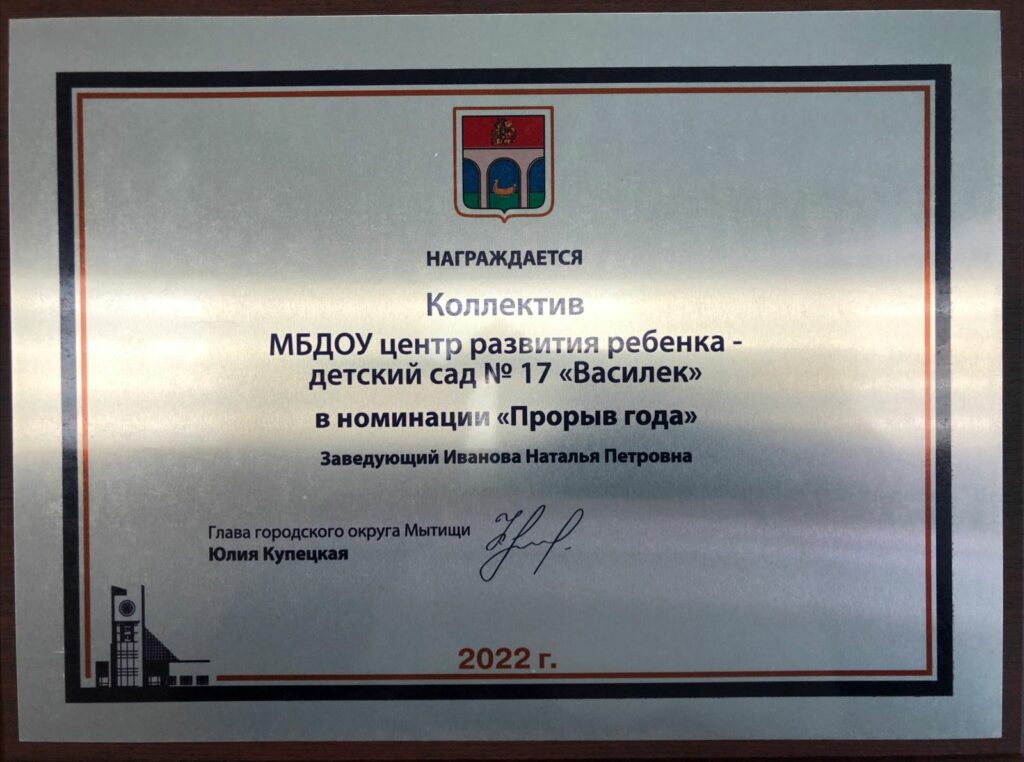 НАГРАЖДАЕТСЯ
Коллектив
МБДОУ центр развития ребенка -
детский сад № 17 «Василек»
в номинации «Прорыв года»
Заведующий Иванова Наталья Петровна
Глава городского округа Мытищи
Юлия Купецкая
2022 г.